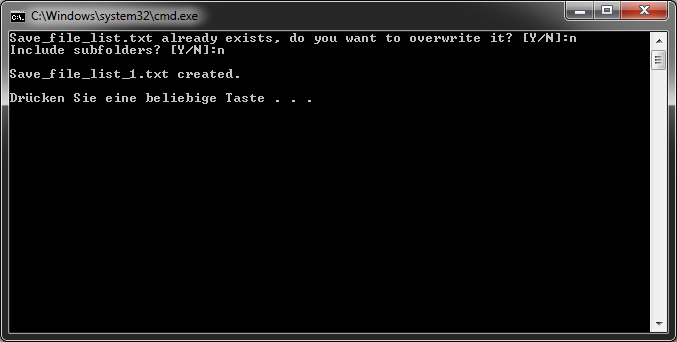 C:\Windows\system32\cmd.exe
Save_file_list.txt already exists, do you want to overwrite it? [Y/N]:n
Include subfolders? [Y/N]:n
Save_file_list_1.txt created.
Drücken Sie eine beliebige Taste . . .